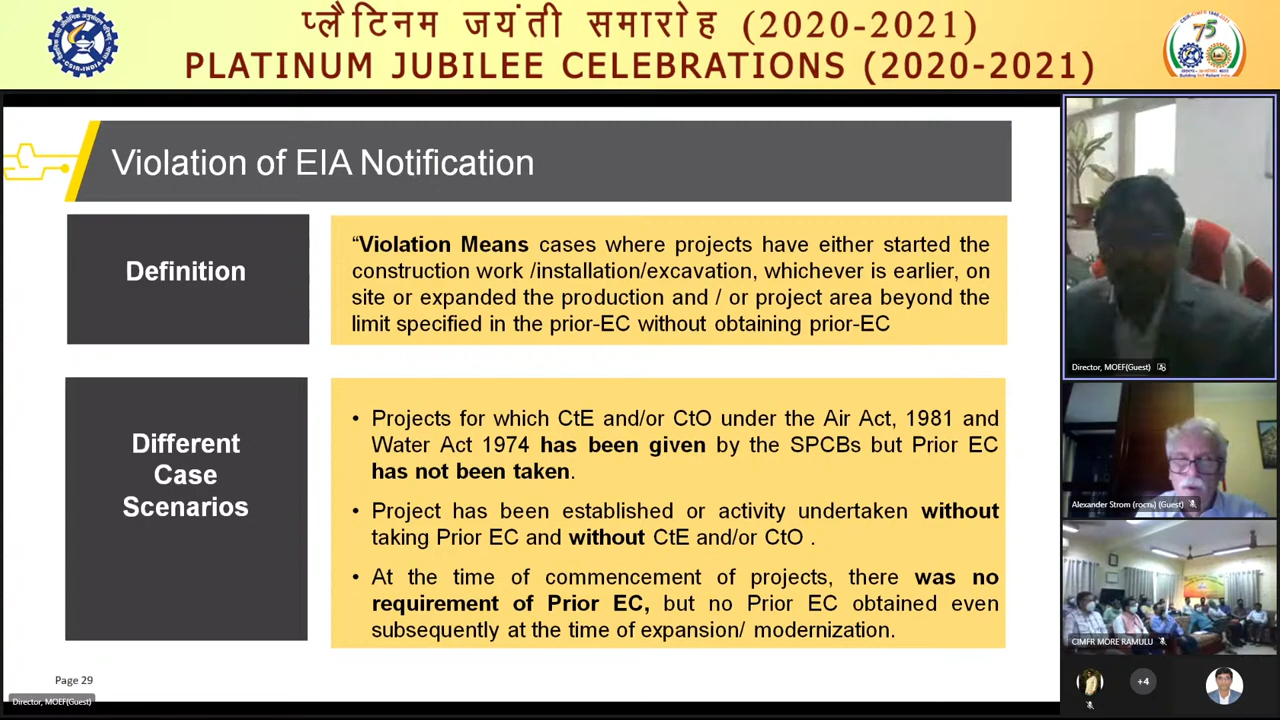 प्लैटिनम जयंती समारोह (2020-2021)
PLATINUM JUBILEE CELEBRATIONS (2020-2021)
CSIR-INDIA
75
Violation of EIA Notification
Definition
“Violation Means cases where projects have either started the
construction work /installation/excavation, whichever is earlier, on
site or expanded the production and / or project area beyond the
limit specified in the prior-EC without obtaining prior-EC
Different
Case
Scenarios
• Projects for which CtE and/or CtO under the Air Act, 1981 and
Water Act 1974 has been given by the SPCBs but Prior EC
has not been taken.
• Project has been established or activity undertaken without
taking Prior EC and without CtE and/or CtO .
• At the time of commencement of projects, there was no
requirement of Prior EC, but no Prior EC obtained even
subsequently at the time of expansion/ modernization.
Page 29
Director, MOEF(Guest)
Director, MOEF(Guest)
Alexander Strom (гость) (Guest)
CIMFR MORE RAMULU
+4